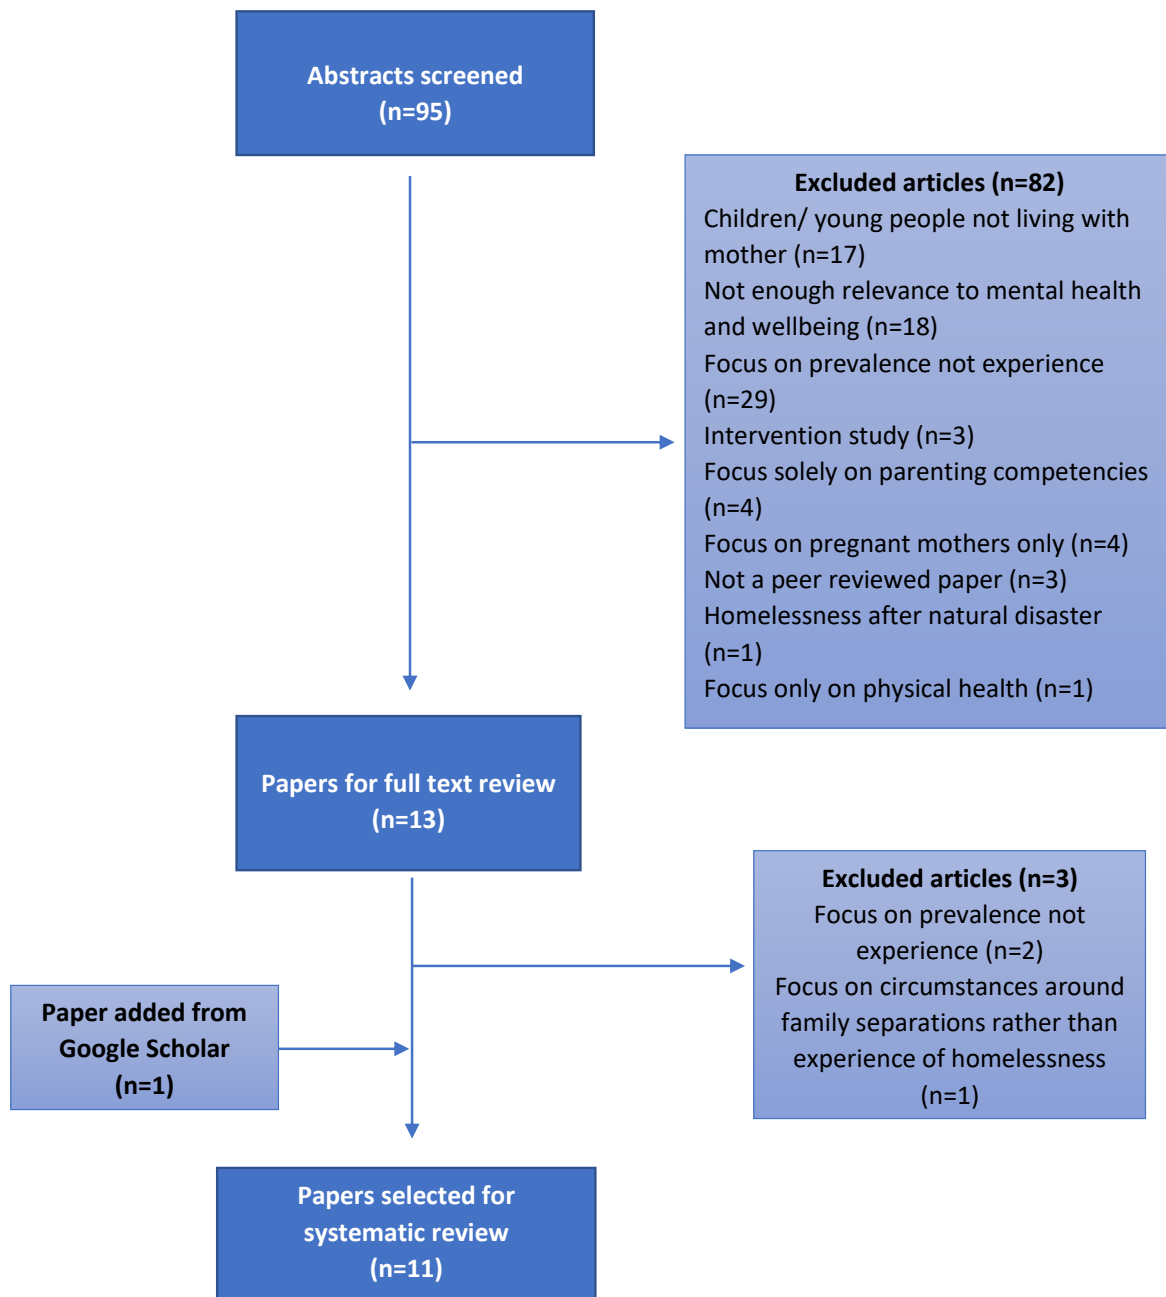 Abstracts screened
(n=95)
Excluded articles (n=82)
Children/ young people not living with
mother (n=17)
Not enough relevance to mental health
and wellbeing (n=18)
Focus on prevalence not experience
(n=29)
Intervention study (n=3)
Focus solely on parenting competencies
(n=4)
Focus on pregnant mothers only (n=4)
Not a peer reviewed paper (n=3)
Homelessness after natural disaster
(n=1)
Focus only on physical health (n=1)
Papers for full text review
(n=13)
Excluded articles (n=3)
Focus on prevalence not
experience (n=2)
Focus on circumstances around
family separations rather than
experience of homelessness
(n=1)
Paper added from
Google Scholar
(n=1)
Papers selected for
systematic review
(n=11)